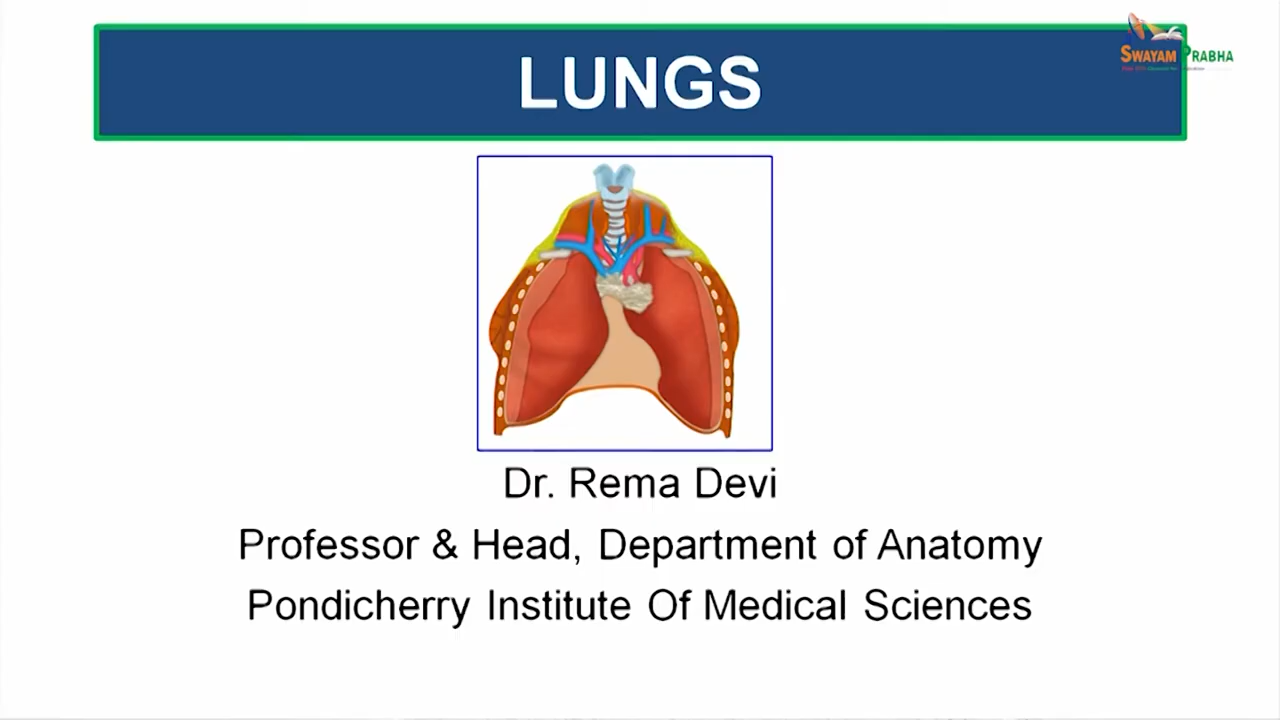 SWAYAM PRABHA
LUNGS
Dr. Rema Devi
Professor & Head, Department of Anatomy
Pondicherry Institute Of Medical Sciences